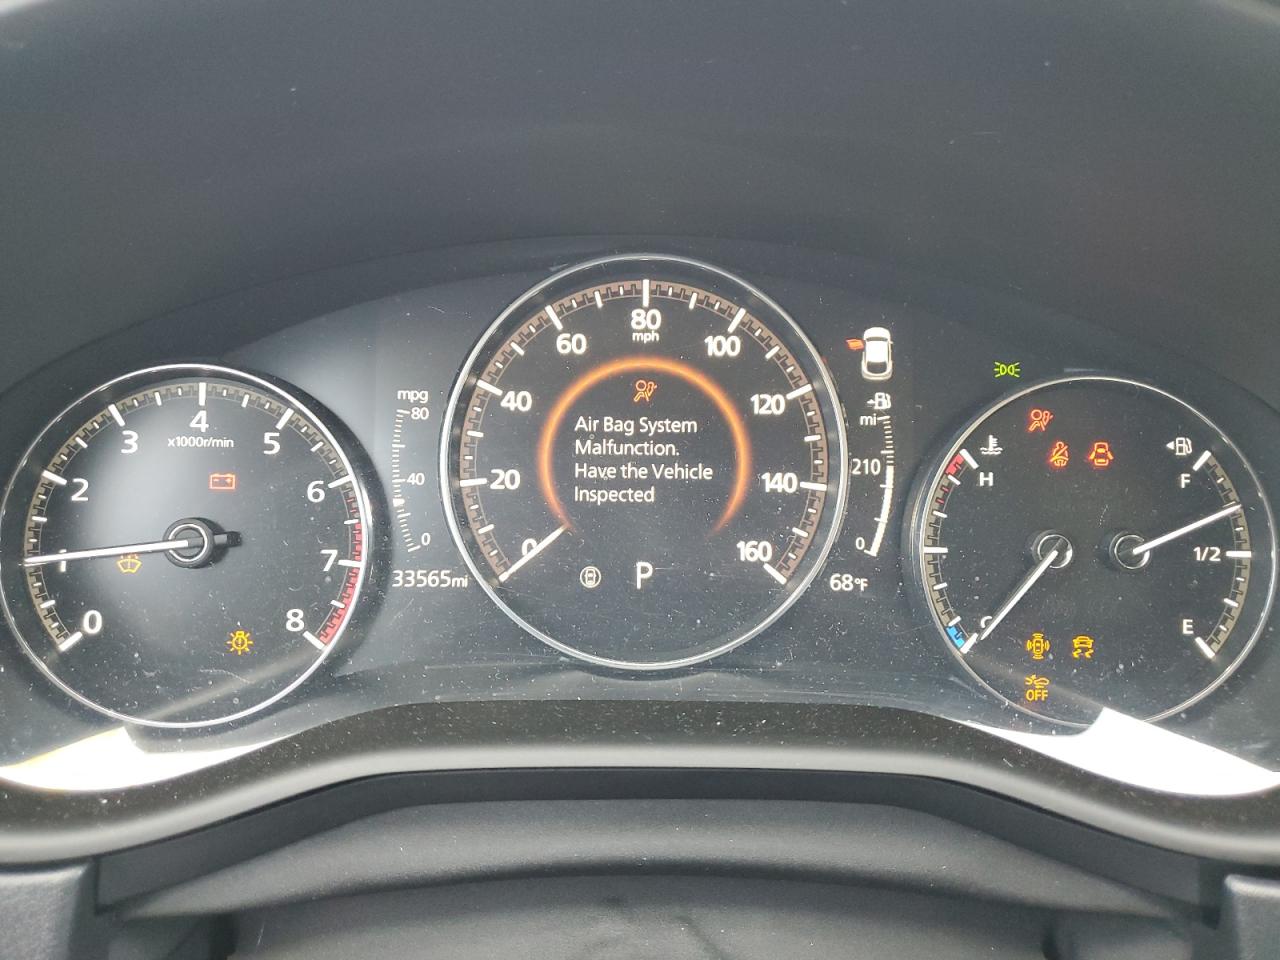 0
1
2
3
4
5
6
7
8
x1000r/min
mpg
80
40
0
33565mi
0
20
40
60
80
mph
100
120
140
160
Air Bag System
Malfunction.
Have the Vehicle
Inspected
P
mi
210
0
68°F
H
C
F
1/2
E
OFF